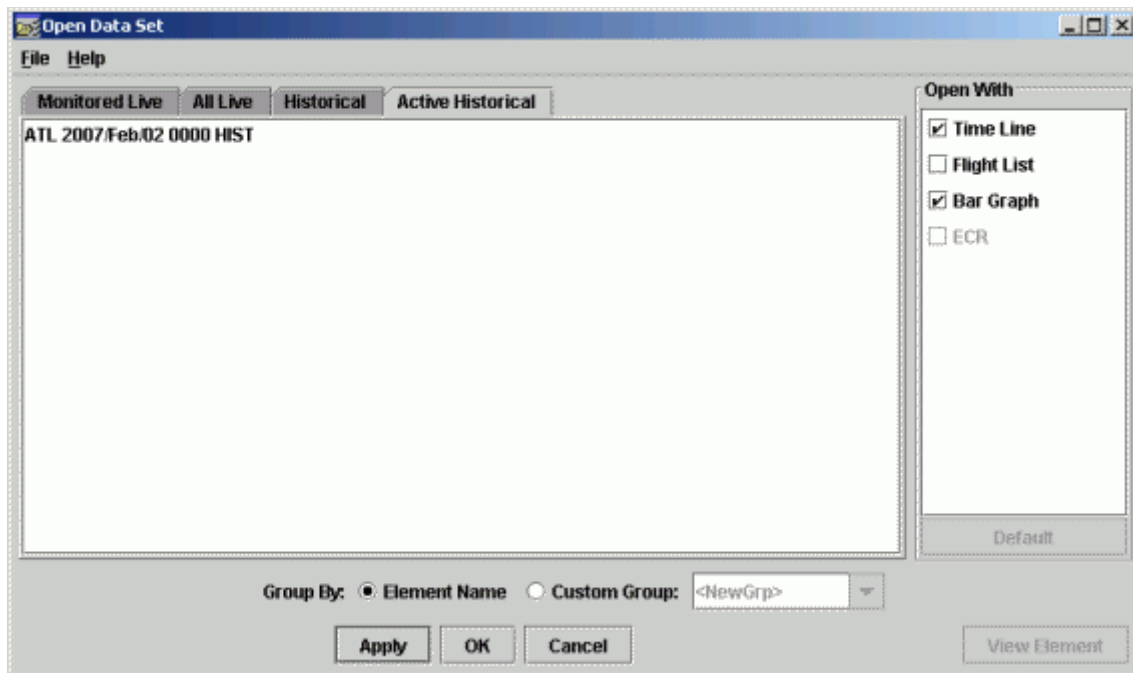 Open Data Set
File Help
Monitored Live All Live Historical Active Historical
ATL 2007/Feb/02 0000 HIST
Open With
Time Line
Flight List
Bar Graph
ECR
Default
Group By: Element Name Custom Group: <NewGrp>
Apply OK Cancel View Element